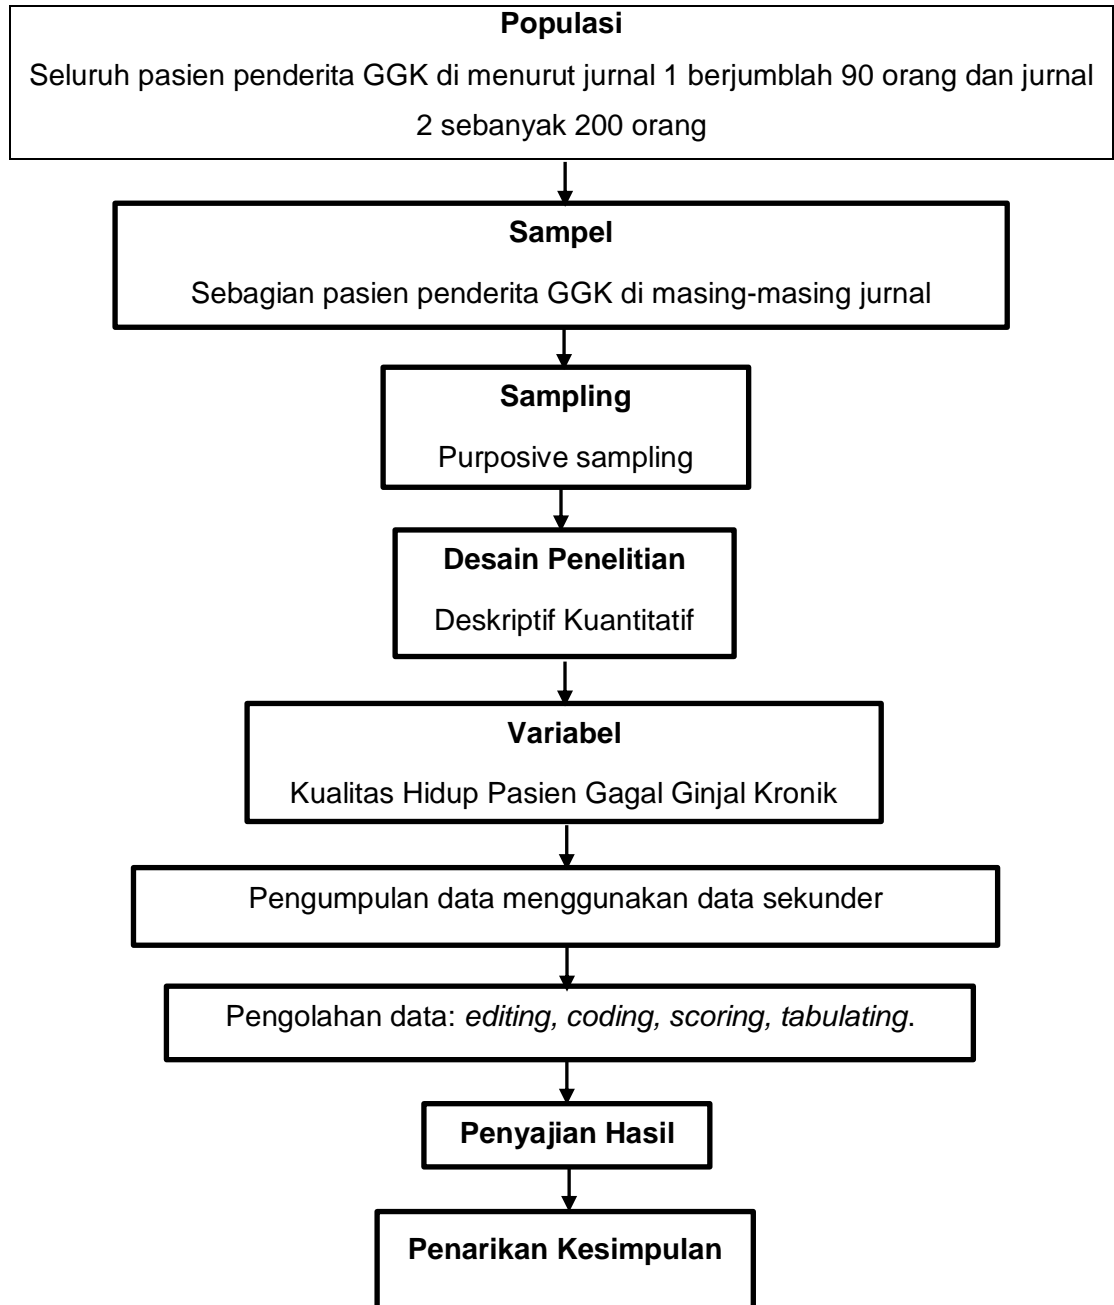 Populasi
Seluruh pasien penderita GGK di menurut jurnal 1 berjumblah 90 orang dan jurnal
2 sebanyak 200 orang
Sampel
Sebagian pasien penderita GGK di masing-masing jurnal
Sampling
Purposive sampling
Desain Penelitian
Deskriptif Kuantitatif
Variabel
Kualitas Hidup Pasien Gagal Ginjal Kronik
Pengumpulan data menggunakan data sekunder
Pengolahan data: editing, coding, scoring, tabulating.
Penyajian Hasil
Penarikan Kesimpulan